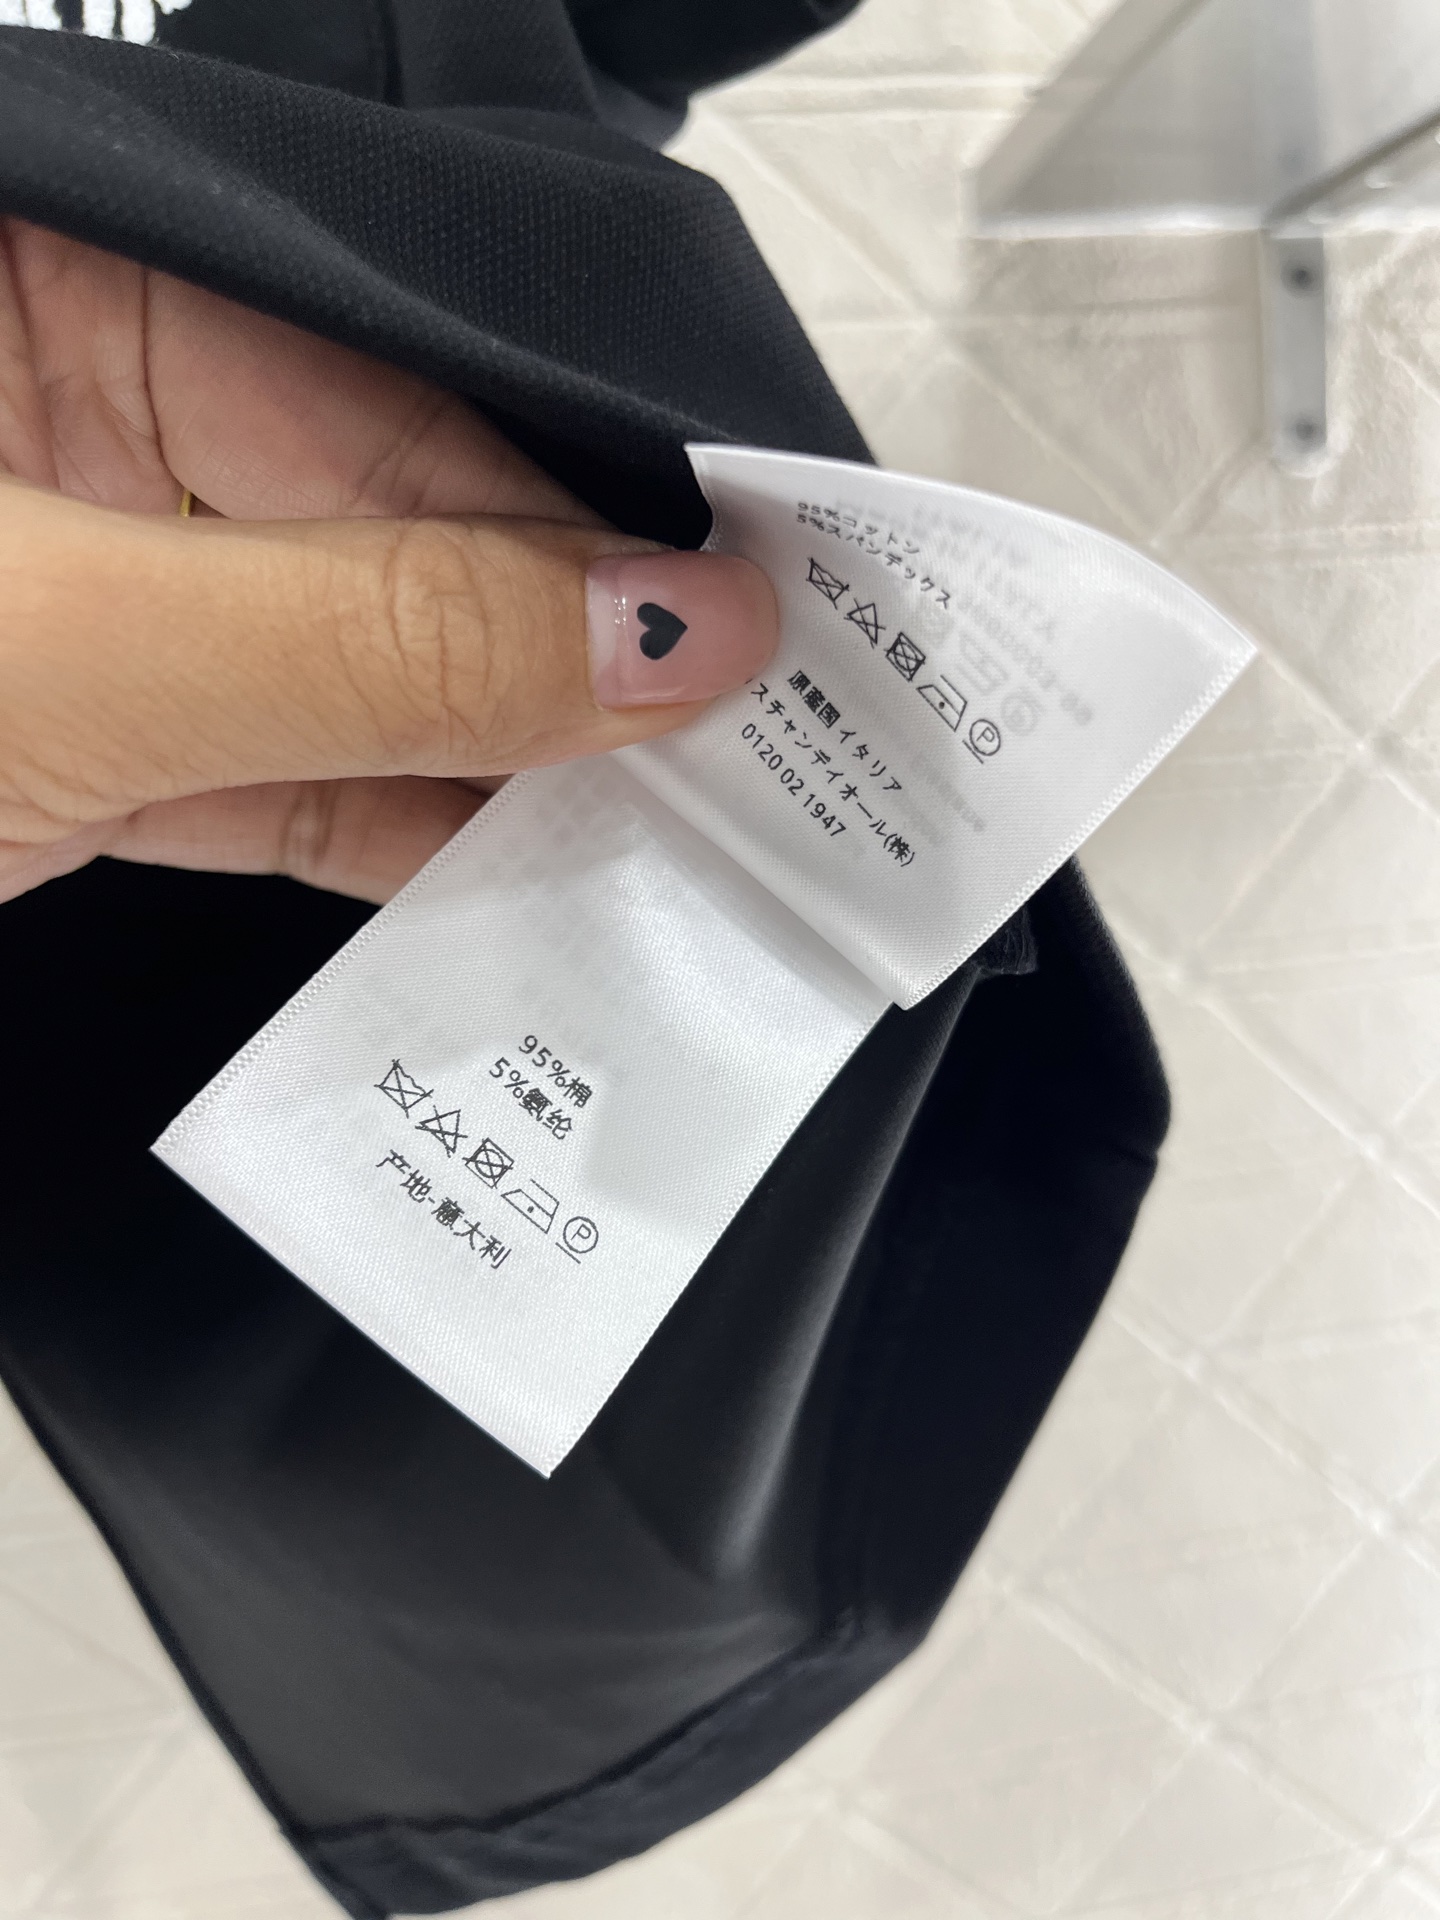 95%コットン
5%スパンデックス
P
原産国イタリア
スチャンディオール(株)
0120 02 1947
95%棉
5%氨纶
P
产地-意大利